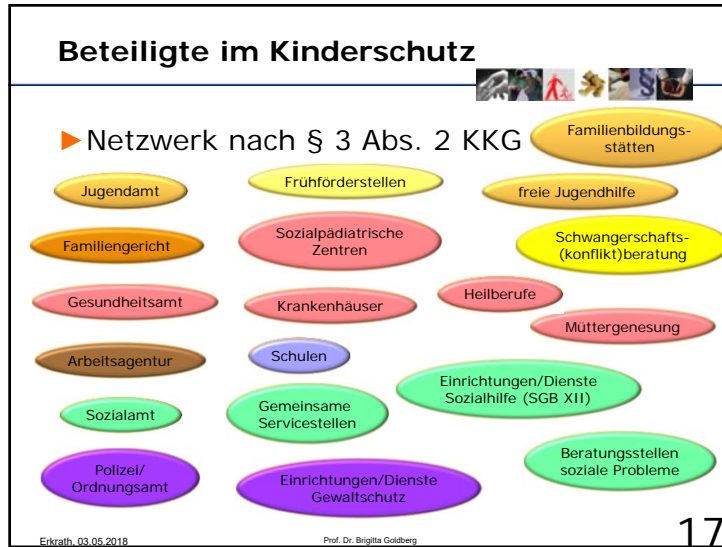 Beteiligte im Kinderschutz
§
►Netzwerk nach § 3 Abs. 2 KKG
Familienbildungs-
stätten
Jugendamt
Frühförderstellen
freie Jugendhilfe
Familiengericht
Sozialpädiatrische
Zentren
Schwangerschafts-
(konflikt)beratung
Gesundheitsamt
Krankenhäuser
Heilberufe
Müttergenesung
Arbeitsagentur
Schulen
Einrichtungen/Dienste
Sozialhilfe (SGB XII)
Sozialamt
Gemeinsame
Servicestellen
Beratungsstellen
soziale Probleme
Polizei/
Ordnungsamt
Einrichtungen/Dienste
Gewaltschutz
Erkrath, 03.05.2018
Prof. Dr. Brigitta Goldberg
17